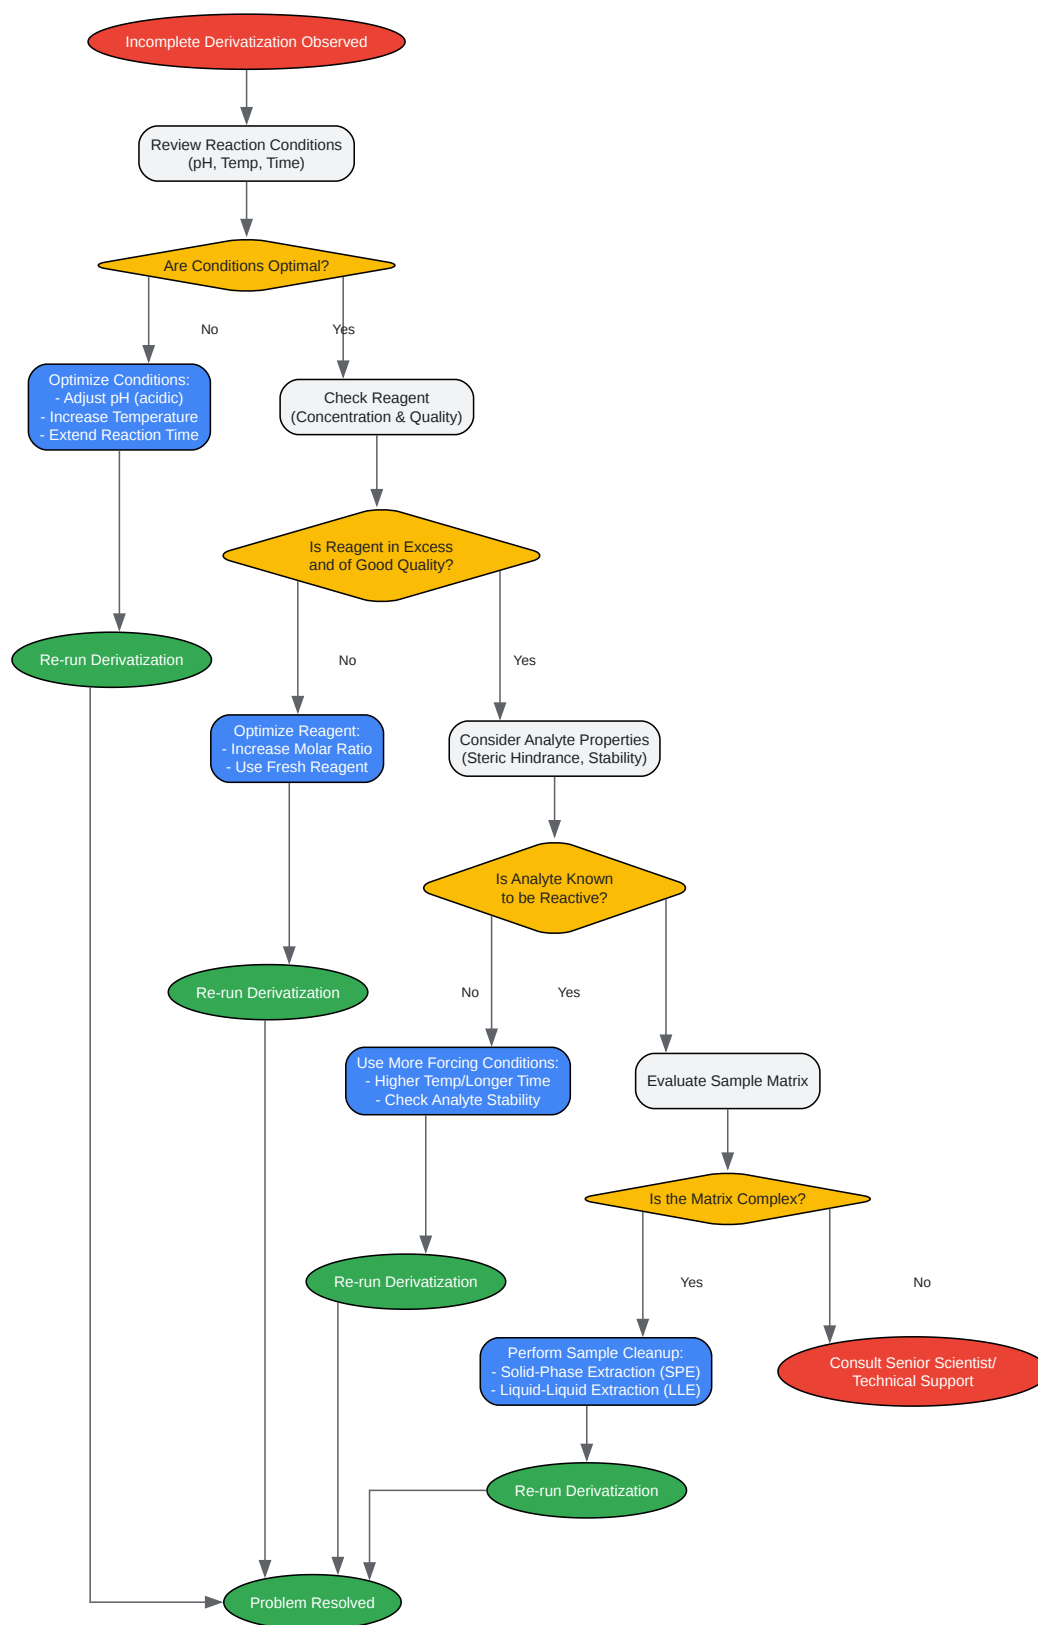 Incomplete Derivatization Observed
Review Reaction Conditions
(pH, Temp, Time)
Are Conditions Optimal?
No
Yes
Optimize Conditions:
- Adjust pH (acidic)
- Increase Temperature
- Extend Reaction Time
Check Reagent
(Concentration & Quality)
Is Reagent in Excess
and of Good Quality?
Re-run Derivatization
No
Yes
Optimize Reagent:
- Increase Molar Ratio
- Use Fresh Reagent
Consider Analyte Properties
(Steric Hindrance, Stability)
Is Analyte Known
to be Reactive?
Re-run Derivatization
No
Yes
Use More Forcing Conditions:
- Higher Temp/Longer Time
- Check Analyte Stability
Evaluate Sample Matrix
Is the Matrix Complex?
Re-run Derivatization
Yes
No
Perform Sample Cleanup:
- Solid-Phase Extraction (SPE)
- Liquid-Liquid Extraction (LLE)
Consult Senior Scientist/
Technical Support
Re-run Derivatization
Problem Resolved